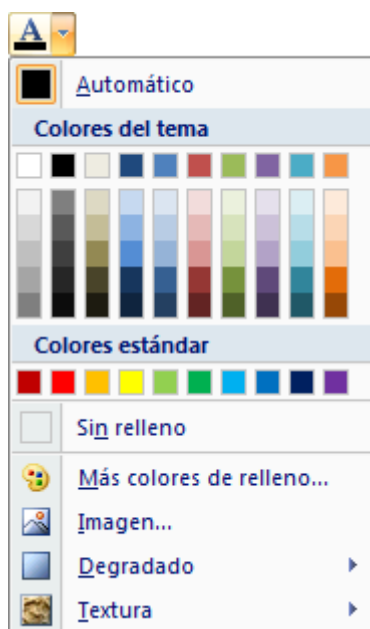 A
Automático
Colores del tema
Colores estándar
Sin relleno
Más colores de relleno...
Imagen...
Degradado
Textura